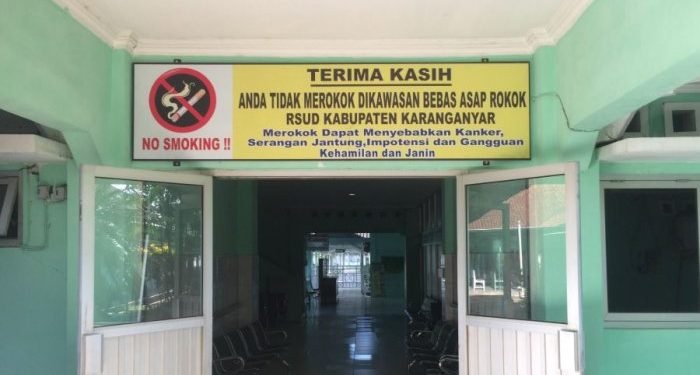 TERIMA KASIH
ANDA TIDAK MEROKOK DIKAWASAN BEBAS ASAP ROKOK
RSUD KABUPATEN KARANGANYAR
Merokok Dapat Menyebabkan Kanker,
Serangan Jantung,Impotensi dan Gangguan
Kehamilan dan Janin
NO SMOKING !!